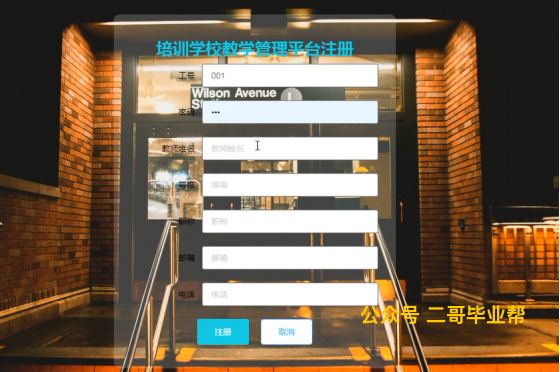 培训学校教学管理平台注册
工号 001
Wilson Avenue
密码 •••
教师姓名 教师姓名
等级 等级
职称 职称
邮箱 邮箱
电话 电话
公众号 二哥毕业帮
注册 取消